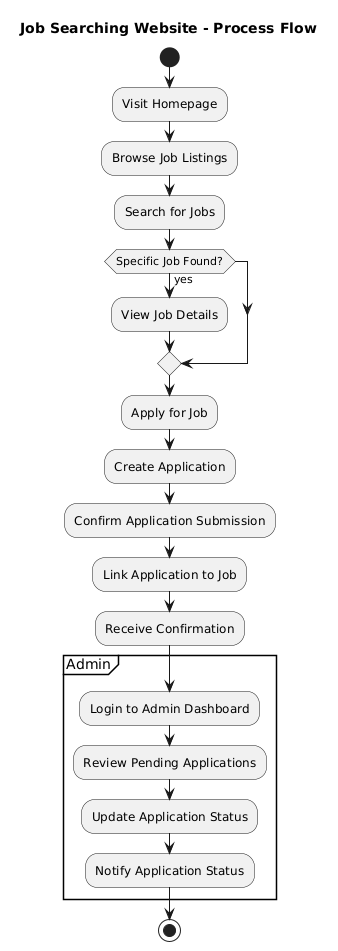 Job Searching Website - Process Flow
Visit Homepage
Browse Job Listings
Search for Jobs
Specific Job Found?
yes
View Job Details
Apply for Job
Create Application
Confirm Application Submission
Link Application to Job
Receive Confirmation
Admin
Login to Admin Dashboard
Review Pending Applications
Update Application Status
Notify Application Status